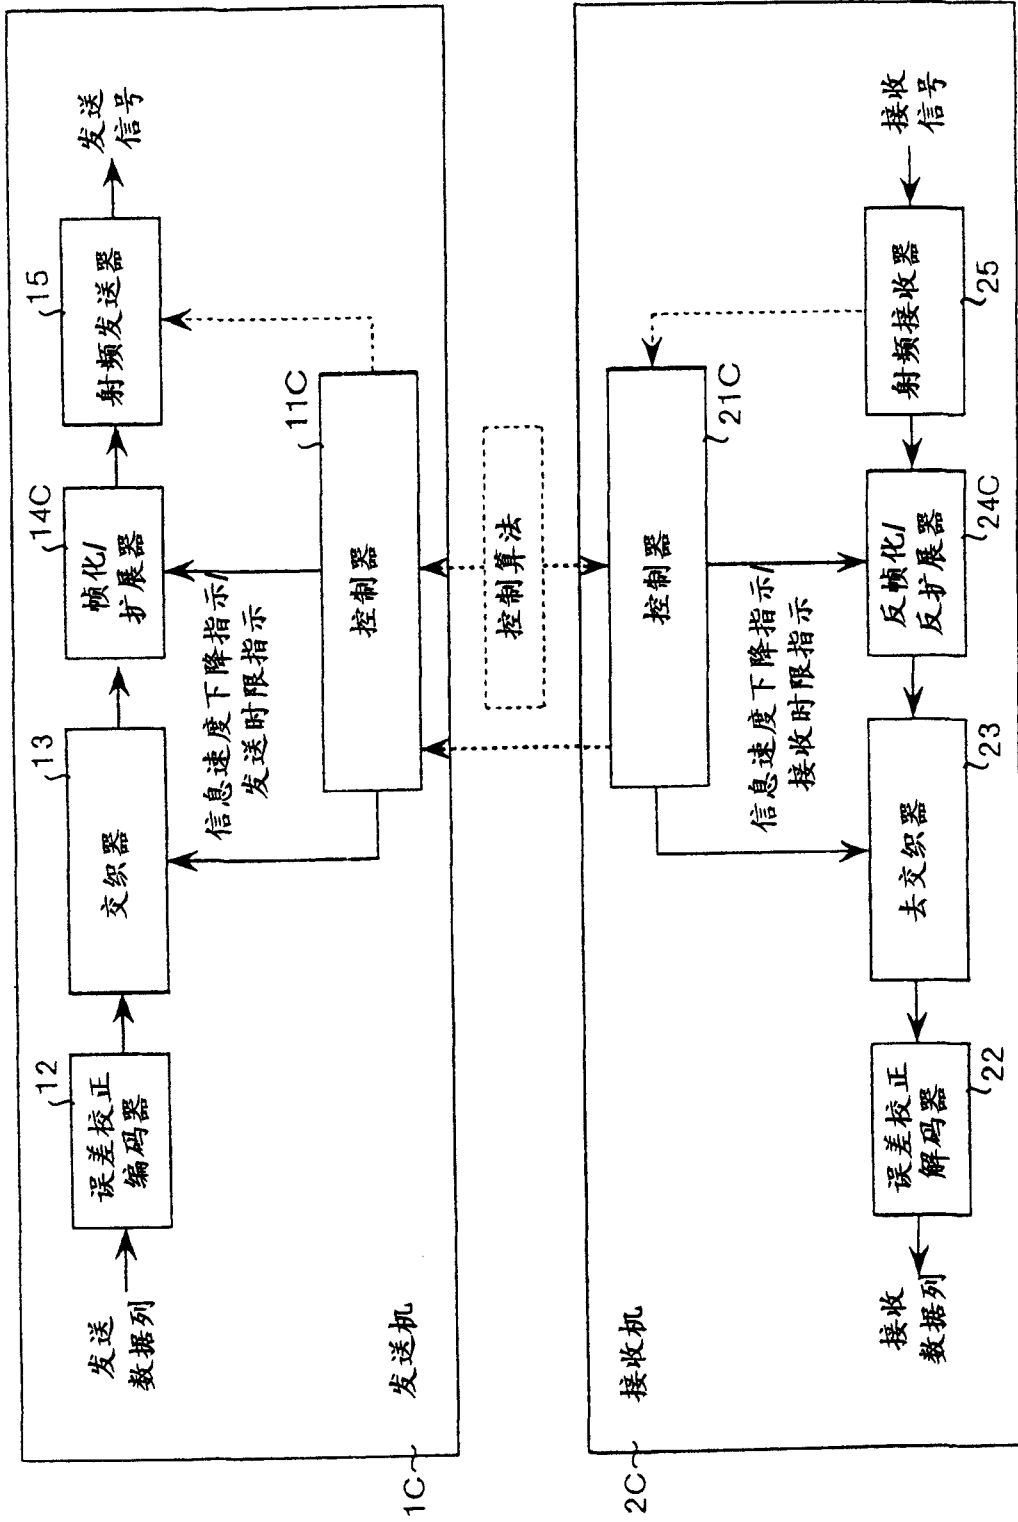 发送
数据列
12
误差校正
编码器
13
交织器
14C
帧化/
扩展器
15
射频发送器
发送
信号
信息速度下降指示/
发送时限指示
11C
控制器
1C
发送机
控制算法
2C
接收机
控制器
21C
信息速度下降指示/
接收时限指示
接收
数据列
误差校正
解码器
22
去交织器
23
反帧化/
反扩展器
24C
射频接收器
25
接收
信号